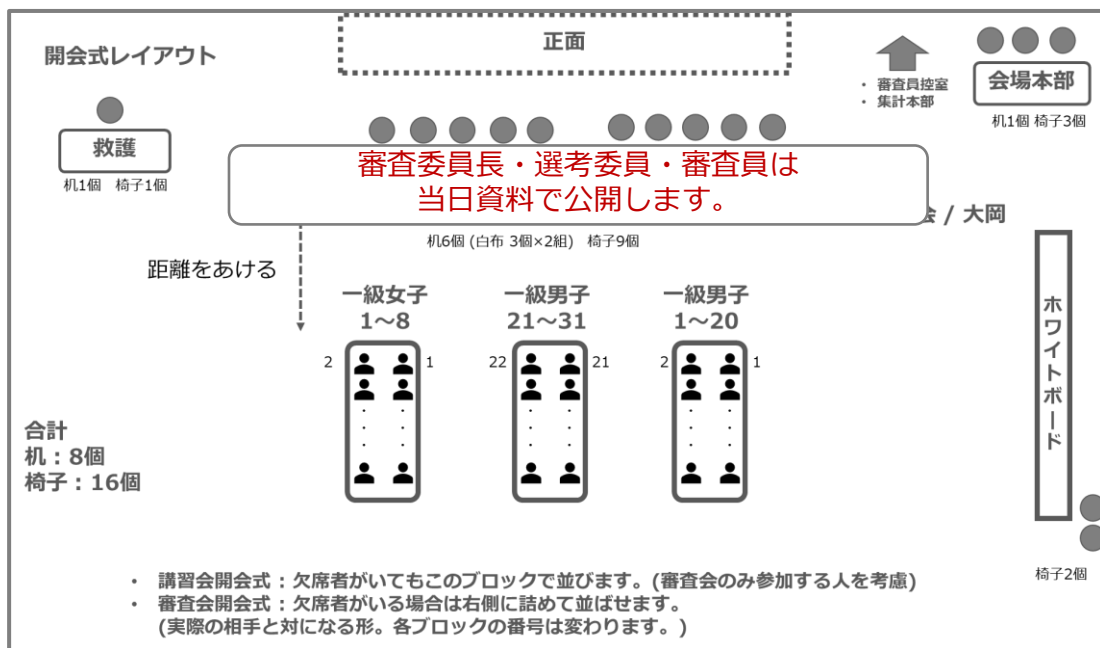 開会式レイアウト
正面
・ 審査員控室
・ 集計本部
会場本部
机1個 椅子3個
救護
机1個 椅子1個
審査委員長・選考委員・審査員は
当日資料で公開します。
/ 大岡
机6個 (白布 3個×2組) 椅子9個
距離をあける
一級女子
1～8
一級男子
21～31
一級男子
1～20
2 1
22 21
2 1
ホワイトボード
合計
机：8個
椅子：16個
椅子2個
・ 講習会開会式：欠席者がいてもこのブロックで並びます。(審査会のみ参加する人を考慮)
・ 審査会開会式：欠席者がいる場合は右側に詰めて並ばせます。
(実際の相手と対になる形。各ブロックの番号は変わります。)